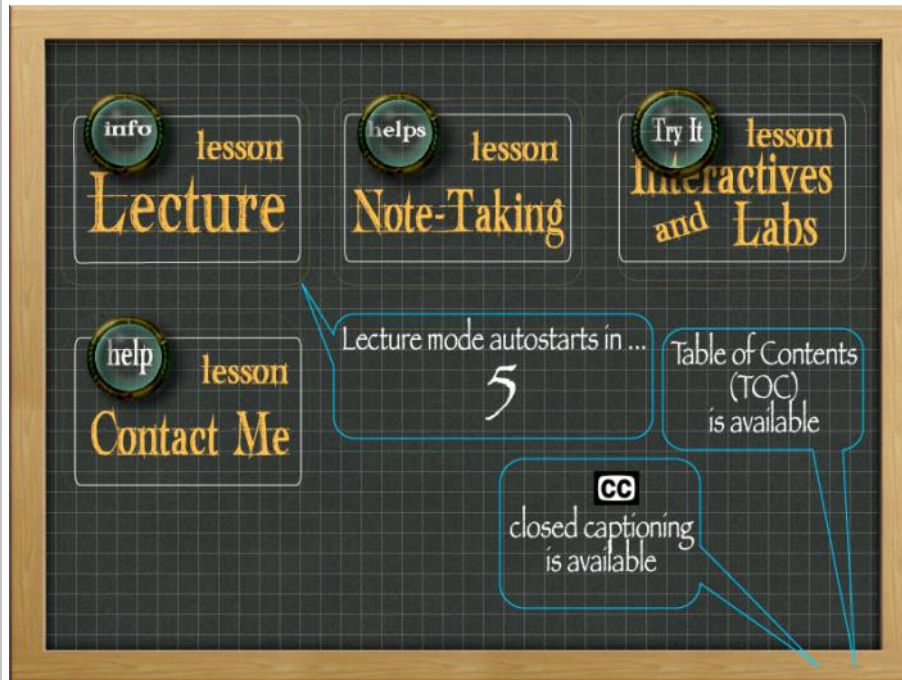 info
lesson
Lecture
helps
lesson
Note-Taking
Try It
lesson
Interactives
and Labs
help
lesson
Contact Me
Lecture mode autostarts in ...
5
Table of Contents
(TOC)
is available
CC
closed captioning
is available